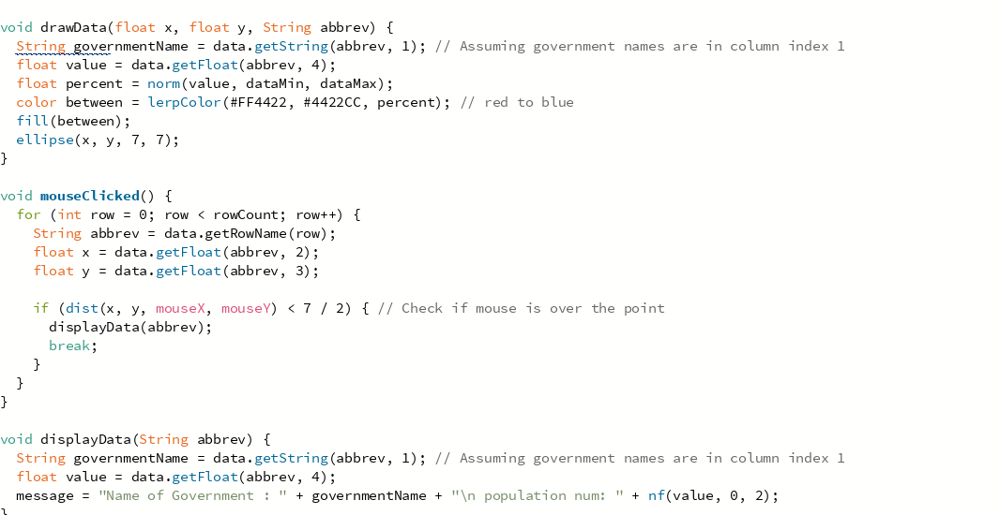 void drawData(float x, float y, String abbrev) {
  String governmentName = data.getString(abbrev, 1); // Assuming government names are in column index 1
  float value = data.getFloat(abbrev, 4);
  float percent = norm(value, dataMin, dataMax);
  color between = lerpColor(#FF4422, #4422CC, percent); // red to blue
  fill(between);
  ellipse(x, y, 7, 7);
}

void mouseClicked() {
  for (int row = 0; row < rowCount; row++) {
    String abbrev = data.getRowName(row);
    float x = data.getFloat(abbrev, 2);
    float y = data.getFloat(abbrev, 3);

    if (dist(x, y, mouseX, mouseY) < 7 / 2) { // Check if mouse is over the point
      displayData(abbrev);
      break;
    }
  }
}

void displayData(String abbrev) {
  String governmentName = data.getString(abbrev, 1); // Assuming government names are in column index 1
  float value = data.getFloat(abbrev, 4);
  message = "Name of Government : " + governmentName + "\n population num: " + nf(value, 0, 2);
}